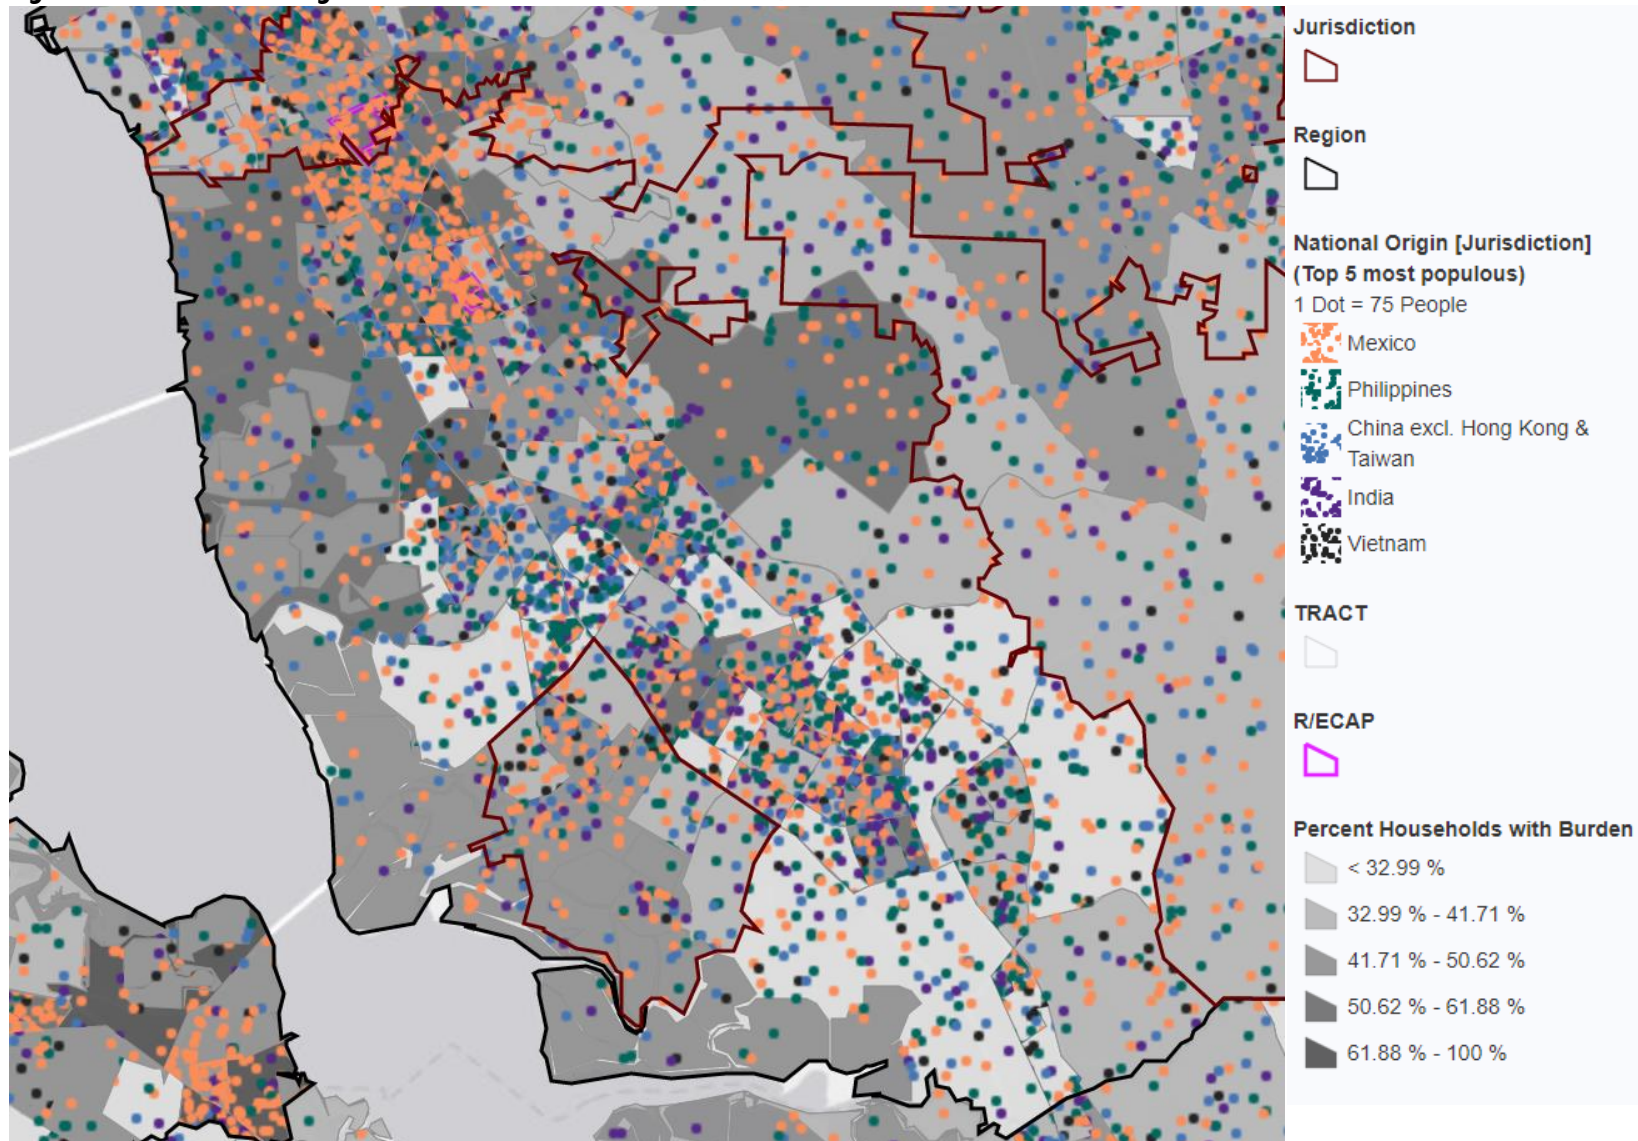 Jurisdiction
Region
National Origin [Jurisdiction]
(Top 5 most populous)
1 Dot = 75 People
Mexico
Philippines
China excl. Hong Kong &
Taiwan
India
Vietnam
TRACT
R/ECAP
Percent Households with Burden
< 32.99 %
32.99 % - 41.71 %
41.71 % - 50.62 %
50.62 % - 61.88 %
61.88 % - 100 %